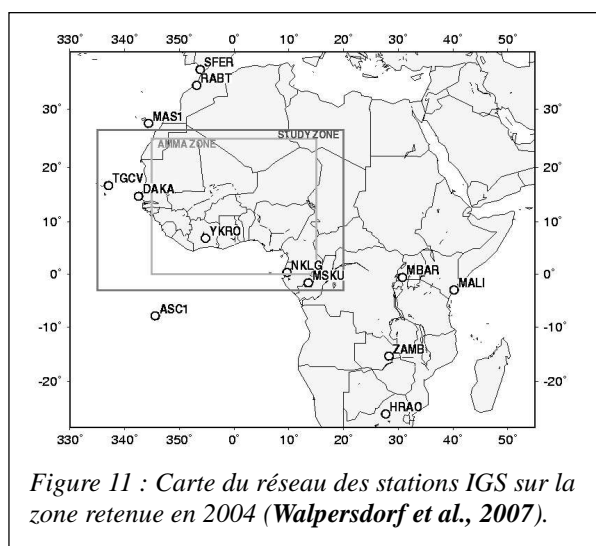 330˚ 340˚ 350˚ 0˚ 10˚ 20˚ 30˚ 40˚ 50˚
SFER
RABT
30˚ 30˚
MAS1
STUDY ZONE
AMMA ZONE
20˚ 20˚
TGCV
DAKA
10˚ 10˚
YKRO
NKLG
MBAR
0˚ 0˚
MSKU
MALI
ASC1
-10˚ -10˚
ZAMB
-20˚ -20˚
HRAO
330˚ 340˚ 350˚ 0˚ 10˚ 20˚ 30˚ 40˚ 50˚
Figure 11 : Carte du réseau des stations IGS sur la
zone retenue en 2004 (Walpersdorf et al., 2007).